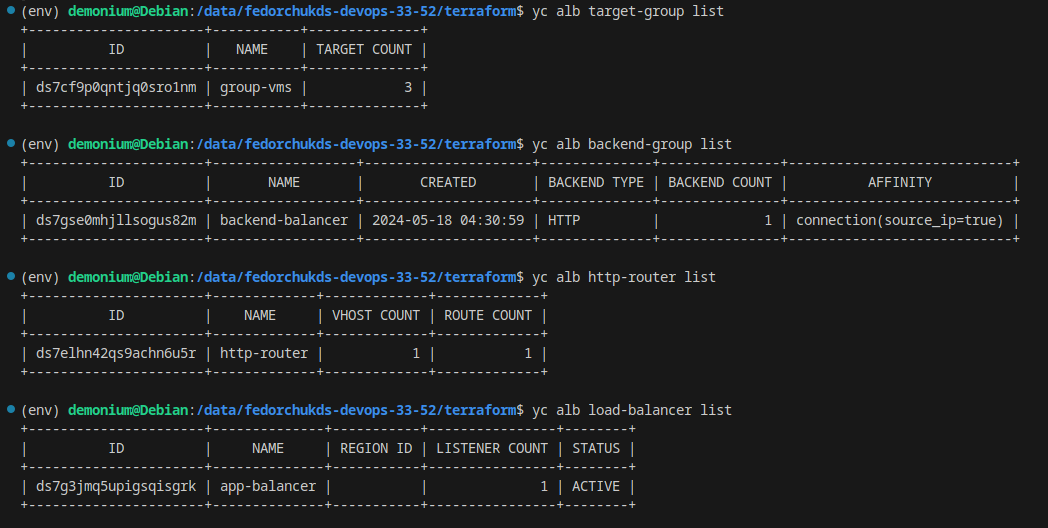 (env) demonium@Debian:/data/fedorchukds-devops-33-52/terraform$ yc alb target-group list
+----------------------+-----------+--------------+
|          ID          |   NAME    | TARGET COUNT |
+----------------------+-----------+--------------+
| ds7cf9p0qntjq0sro1nm | group-vms |            3 |
+----------------------+-----------+--------------+
(env) demonium@Debian:/data/fedorchukds-devops-33-52/terraform$ yc alb backend-group list
+----------------------+------------------+---------------------+--------------+---------------+----------------------------+
|          ID          |       NAME       |       CREATED       | BACKEND TYPE | BACKEND COUNT |          AFFINITY          |
+----------------------+------------------+---------------------+--------------+---------------+----------------------------+
| ds7gse0mhjllsogus82m | backend-balancer | 2024-05-18 04:30:59 | HTTP         |             1 | connection(source_ip=true) |
+----------------------+------------------+---------------------+--------------+---------------+----------------------------+
(env) demonium@Debian:/data/fedorchukds-devops-33-52/terraform$ yc alb http-router list
+----------------------+-------------+-------------+-------------+
|          ID          |    NAME     | VHOST COUNT | ROUTE COUNT |
+----------------------+-------------+-------------+-------------+
| ds7elhn42qs9achn6u5r | http-router |           1 |           1 |
+----------------------+-------------+-------------+-------------+
(env) demonium@Debian:/data/fedorchukds-devops-33-52/terraform$ yc alb load-balancer list
+----------------------+--------------+-----------+----------------+--------+
|          ID          |     NAME     | REGION ID | LISTENER COUNT | STATUS |
+----------------------+--------------+-----------+----------------+--------+
| ds7g3jmq5upigsqisgrk | app-balancer |           |              1 | ACTIVE |
+----------------------+--------------+-----------+----------------+--------+